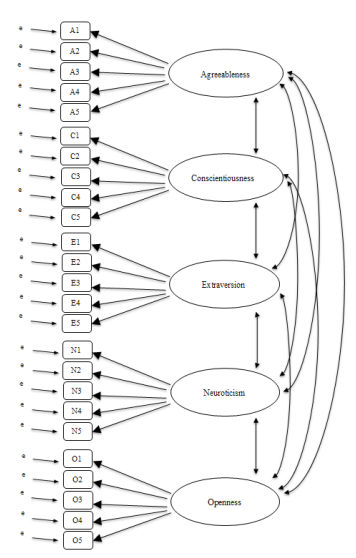 e A1
e A2
e A3 Agreeableness
e A4
e A5
e C1
e C2
e C3 Conscientiousness
e C4
e C5
e E1
e E2
e E3 Extraversion
e E4
e E5
e N1
e N2
e N3 Neuroticism
e N4
e N5
e O1
e O2
e O3 Openness
e O4
e O5